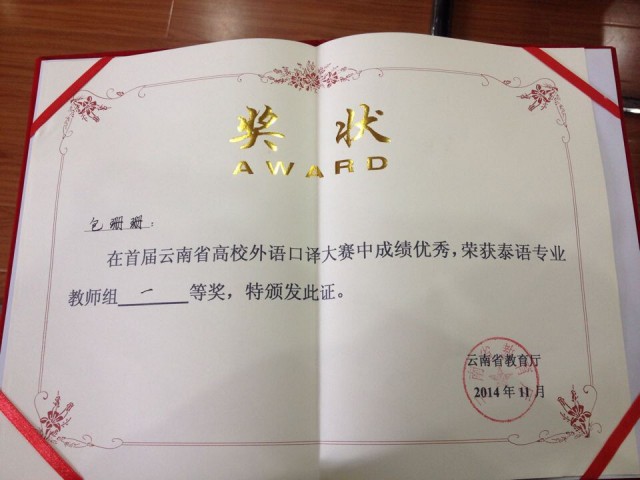 奖状
AWARD
包珊珊：
在首届云南省高校外语口译大赛中成绩优秀，荣获泰语专业
教师组 一 等奖，特颁发此证。
云南省教育厅
2014年11月